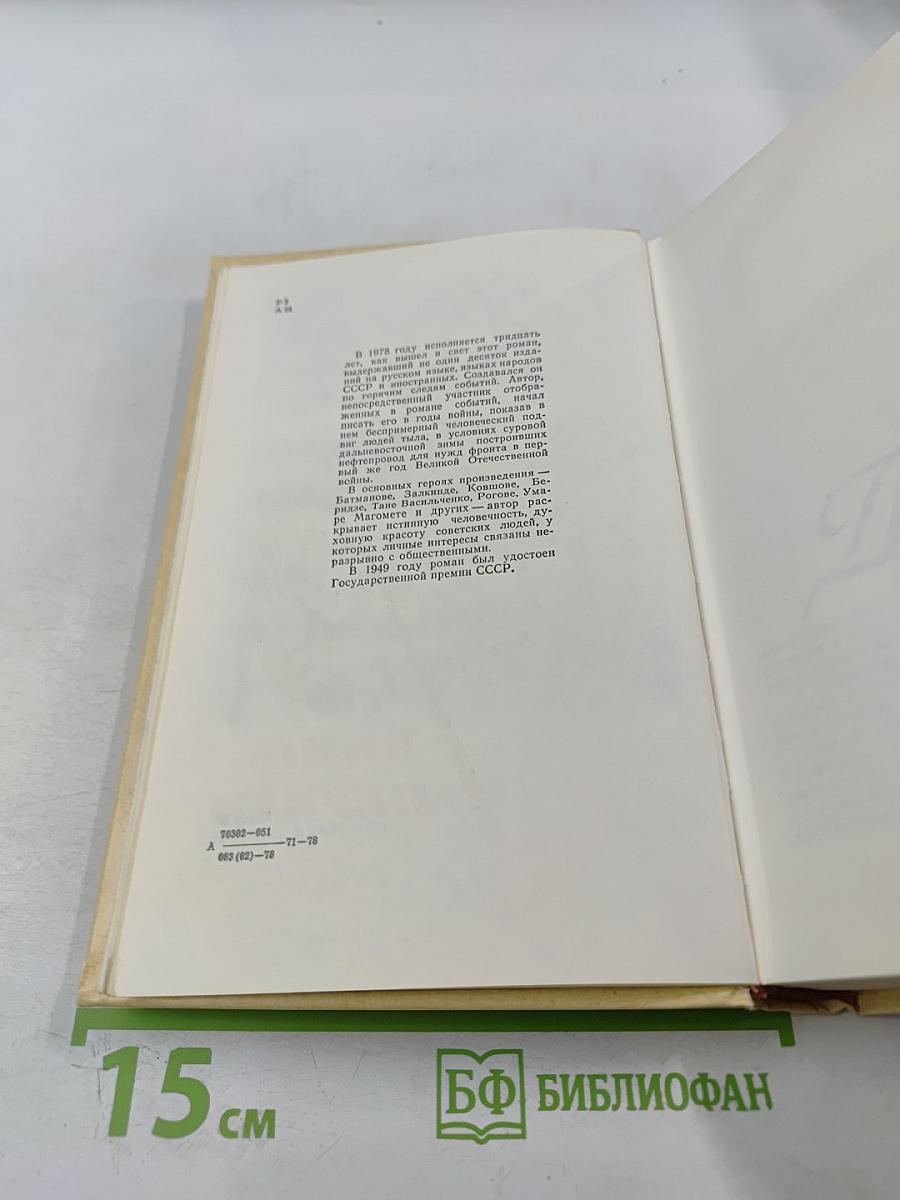 Р2
А 11
В 1978 году исполняется тридцать
лет, как вышел в свет этот роман,
выдержавший не один десяток изда-
ний на русском языке, языках народов
СССР и иностранных. Создавался он
по горячим следам событий. Автор,
непосредственный участник отобра-
женных в романе событий, начал
писать его в годы войны, показав в
нем беспримерный человеческий под-
виг людей тыла, в условиях суровой
дальневосточной зимы построивших
нефтепровод для нужд фронта в пер-
вый же год Великой Отечественной
войны.
В основных героях произведения —
Батманове, Залкинде, Ковшове, Бе-
ридзе, Тане Васильченко, Рогове, Ума-
ре Магомете и других — автор рас-
крывает истинную человечность, ду-
ховную красоту советских людей, у
которых личные интересы связаны не-
разрывно с общественными.
В 1949 году роман был удостоен
Государственной премии СССР.
А 70302—051
083(02)—78 —71—78
15 см
БФ БИБЛИОФАН